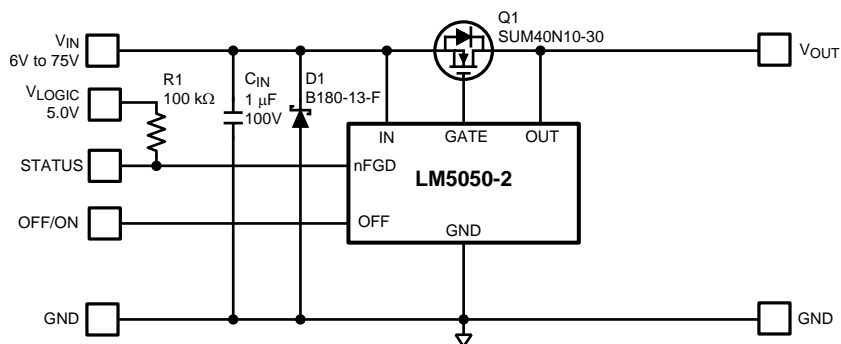 Q1
SUM40N10-30
VIN
6V to 75V
VOUT
VLOGIC
5.0V
R1
100 kΩ
CIN
1 μF
100V
D1
B180-13-F
IN
GATE
OUT
STATUS
nFGD
LM5050-2
OFF/ON
OFF
GND
GND
GND